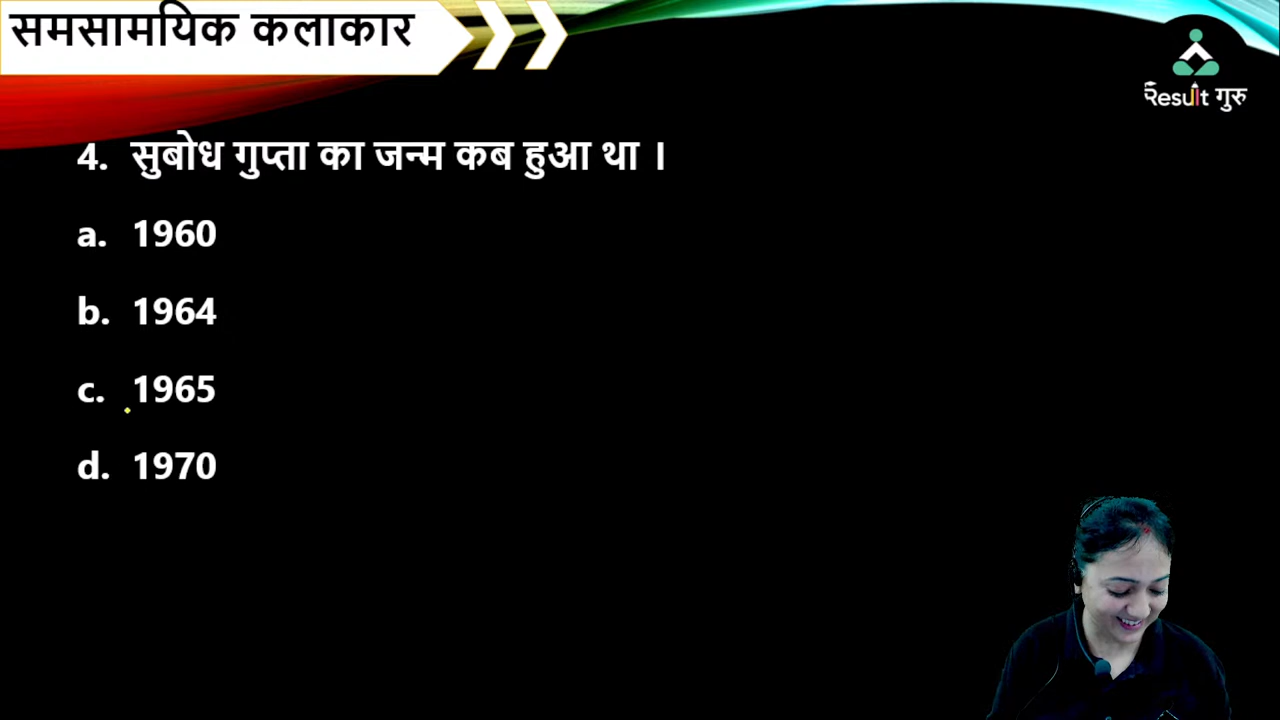 समसामयिक कलाकार
Result गुरु
4. सुबोध गुप्ता का जन्म कब हुआ था ।
a. 1960
b. 1964
c. 1965
d. 1970